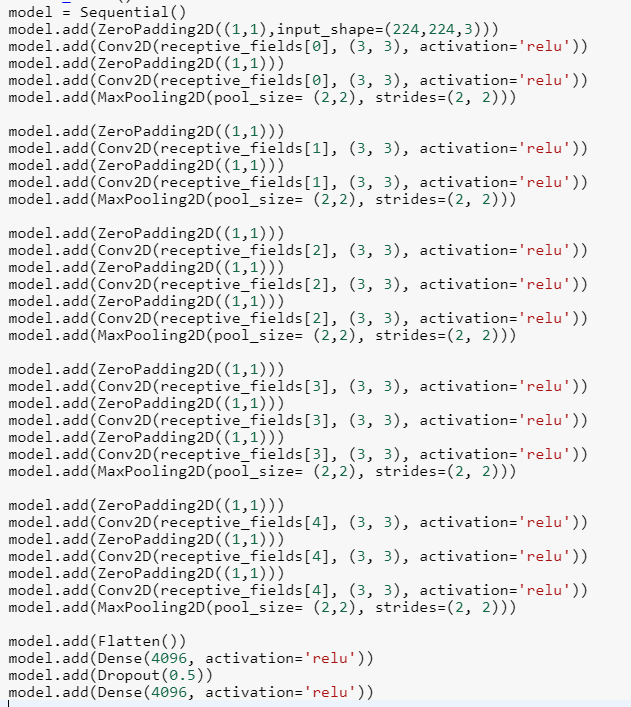 model = Sequential()
model.add(ZeroPadding2D((1,1),input_shape=(224,224,3)))
model.add(Conv2D(receptive_fields[0], (3, 3), activation='relu'))
model.add(ZeroPadding2D((1,1)))
model.add(Conv2D(receptive_fields[0], (3, 3), activation='relu'))
model.add(MaxPooling2D(pool_size= (2,2), strides=(2, 2)))

model.add(ZeroPadding2D((1,1)))
model.add(Conv2D(receptive_fields[1], (3, 3), activation='relu'))
model.add(ZeroPadding2D((1,1)))
model.add(Conv2D(receptive_fields[1], (3, 3), activation='relu'))
model.add(MaxPooling2D(pool_size= (2,2), strides=(2, 2)))

model.add(ZeroPadding2D((1,1)))
model.add(Conv2D(receptive_fields[2], (3, 3), activation='relu'))
model.add(ZeroPadding2D((1,1)))
model.add(Conv2D(receptive_fields[2], (3, 3), activation='relu'))
model.add(ZeroPadding2D((1,1)))
model.add(Conv2D(receptive_fields[2], (3, 3), activation='relu'))
model.add(MaxPooling2D(pool_size= (2,2), strides=(2, 2)))

model.add(ZeroPadding2D((1,1)))
model.add(Conv2D(receptive_fields[3], (3, 3), activation='relu'))
model.add(ZeroPadding2D((1,1)))
model.add(Conv2D(receptive_fields[3], (3, 3), activation='relu'))
model.add(ZeroPadding2D((1,1)))
model.add(Conv2D(receptive_fields[3], (3, 3), activation='relu'))
model.add(MaxPooling2D(pool_size= (2,2), strides=(2, 2)))

model.add(ZeroPadding2D((1,1)))
model.add(Conv2D(receptive_fields[4], (3, 3), activation='relu'))
model.add(ZeroPadding2D((1,1)))
model.add(Conv2D(receptive_fields[4], (3, 3), activation='relu'))
model.add(ZeroPadding2D((1,1)))
model.add(Conv2D(receptive_fields[4], (3, 3), activation='relu'))
model.add(MaxPooling2D(pool_size= (2,2), strides=(2, 2)))

model.add(Flatten())
model.add(Dense(4096, activation='relu'))
model.add(Dropout(0.5))
model.add(Dense(4096, activation='relu'))